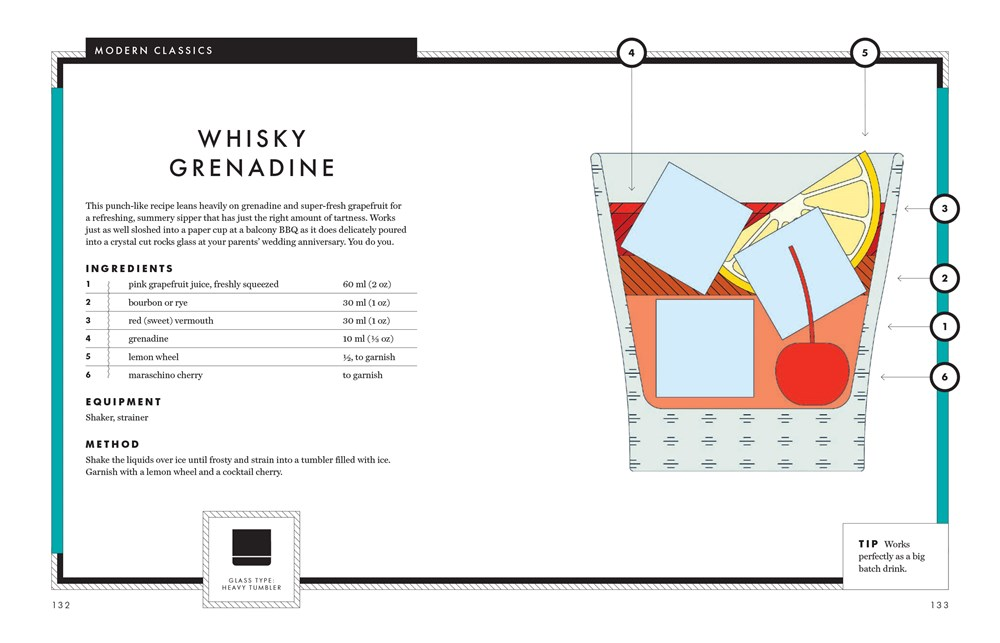 MODERN CLASSICS
4
5
WHISKY
GRENADINE
This punch-like recipe leans heavily on grenadine and super-fresh grapefruit for
a refreshing, summery sipper that has just the right amount of tartness. Works
just as well sloshed into a paper cup at a balcony BBQ as it does delicately poured
into a crystal cut rocks glass at your parents' wedding anniversary. You do you.
INGREDIENTS
1 pink grapefruit juice, freshly squeezed 60 ml (2 oz)
2 bourbon or rye 30 ml (1 oz)
3 red (sweet) vermouth 30 ml (1 oz)
4 grenadine 10 ml (⅓ oz)
5 lemon wheel ½, to garnish
6 maraschino cherry to garnish
EQUIPMENT
Shaker, strainer
METHOD
Shake the liquids over ice until frosty and strain into a tumbler filled with ice.
Garnish with a lemon wheel and a cocktail cherry.
GLASS TYPE:
HEAVY TUMBLER
132
3
2
1
6
TIP Works
perfectly as a big
batch drink.
133